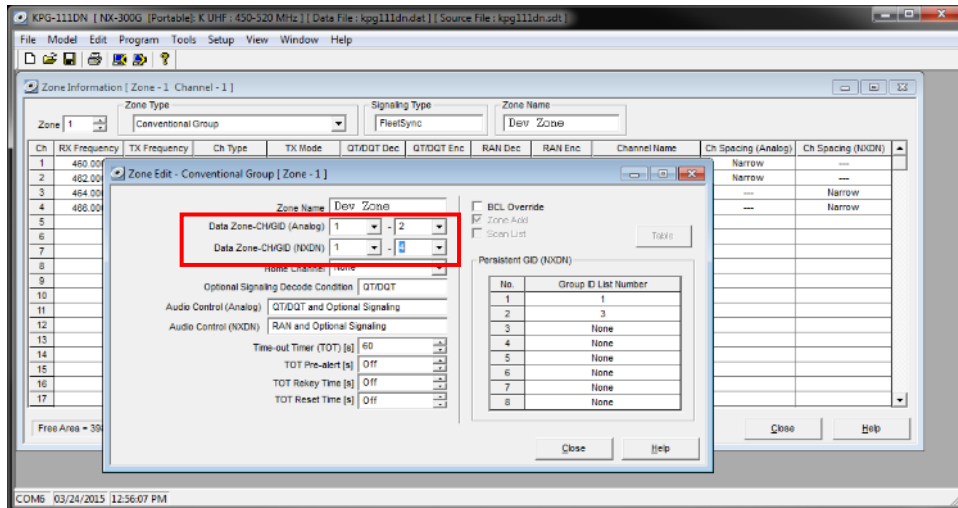 KPG-111DN [ NX-300G [Portable]: K UHF : 450-520 MHz ] [ Data File : kpg111dn.dat ] [ Source File : kpg111dn.sdt ]
File Model Edit Program Tools Setup View Window Help
Zone Information [ Zone - 1 Channel - 1 ]
Zone Type Signaling Type Zone Name
Zone 1 Conventional Group FleetSync Dev Zone
Ch RX Frequency TX Frequency Ch Type TX Mode QT/DQT Dec QT/DQT Enc RAN Dec RAN Enc Channel Name Ch Spacing (Analog) Ch Spacing (NXDN)
1 460.00 Narrow ---
2 462.00 Narrow ---
3 464.00 --- Narrow
4 466.00 --- Narrow
5
6
7
8
9
10
11
12
13
14
15
16
17
Zone Edit - Conventional Group [ Zone - 1 ]
Zone Name Dev Zone
Data Zone-CH/GID (Analog) 1 - 2
Data Zone-CH/GID (NXDN) 1 - 4
Home Channel None
Optional Signaling Decode Condition QT/DQT
Audio Control (Analog) QT/DQT and Optional Signaling
Audio Control (NXDN) RAN and Optional Signaling
Time-out Timer (TOT) [s] 60
TOT Pre-alert [s] Off
TOT Rekey Time [s] Off
TOT Reset Time [s] Off
BCL Override
Zone Add
Scan List Table
Persistent GID (NXDN)
No. Group ID List Number
1 1
2 3
3 None
4 None
5 None
6 None
7 None
8 None
Close Help
Free Area = Close Help
COM6 03/24/2015 12:56:07 PM